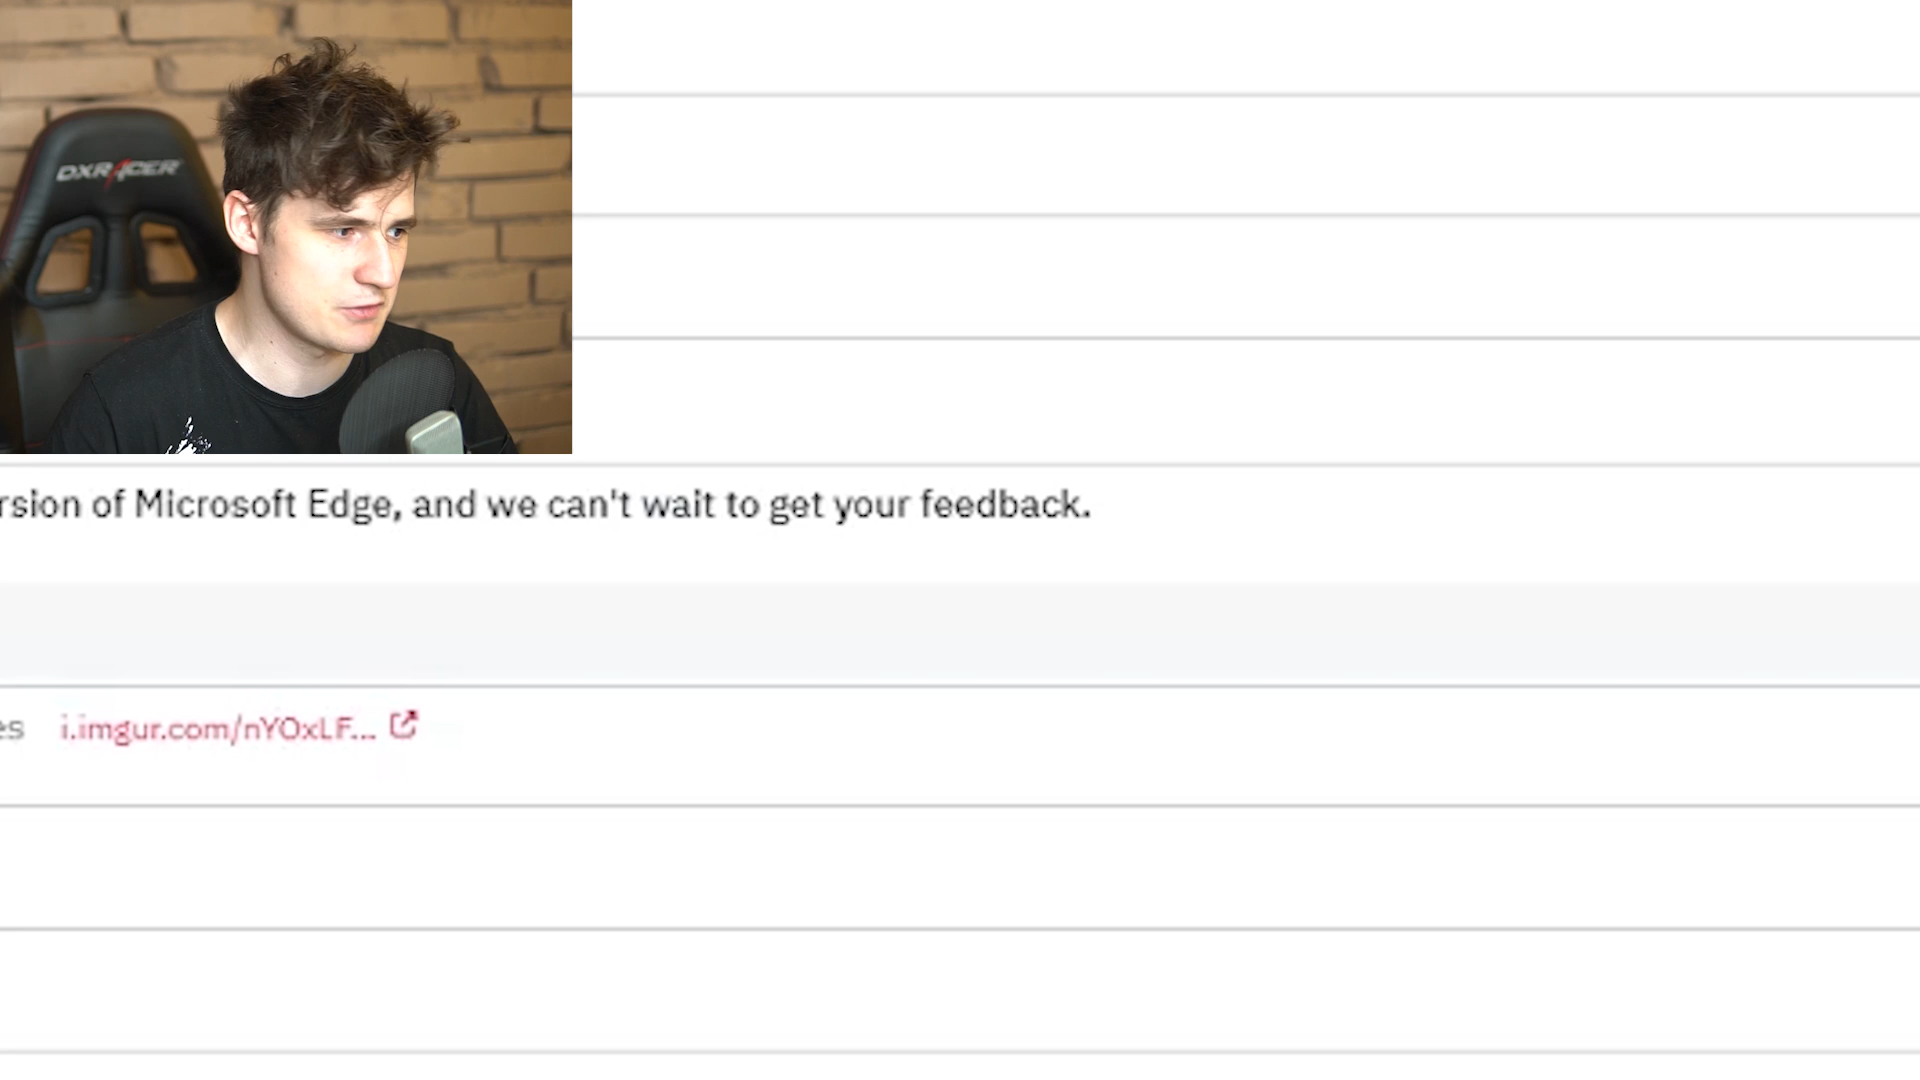 DXRACER
rsion of Microsoft Edge, and we can't wait to get your feedback.
es i.imgur.com/nYOxLF...